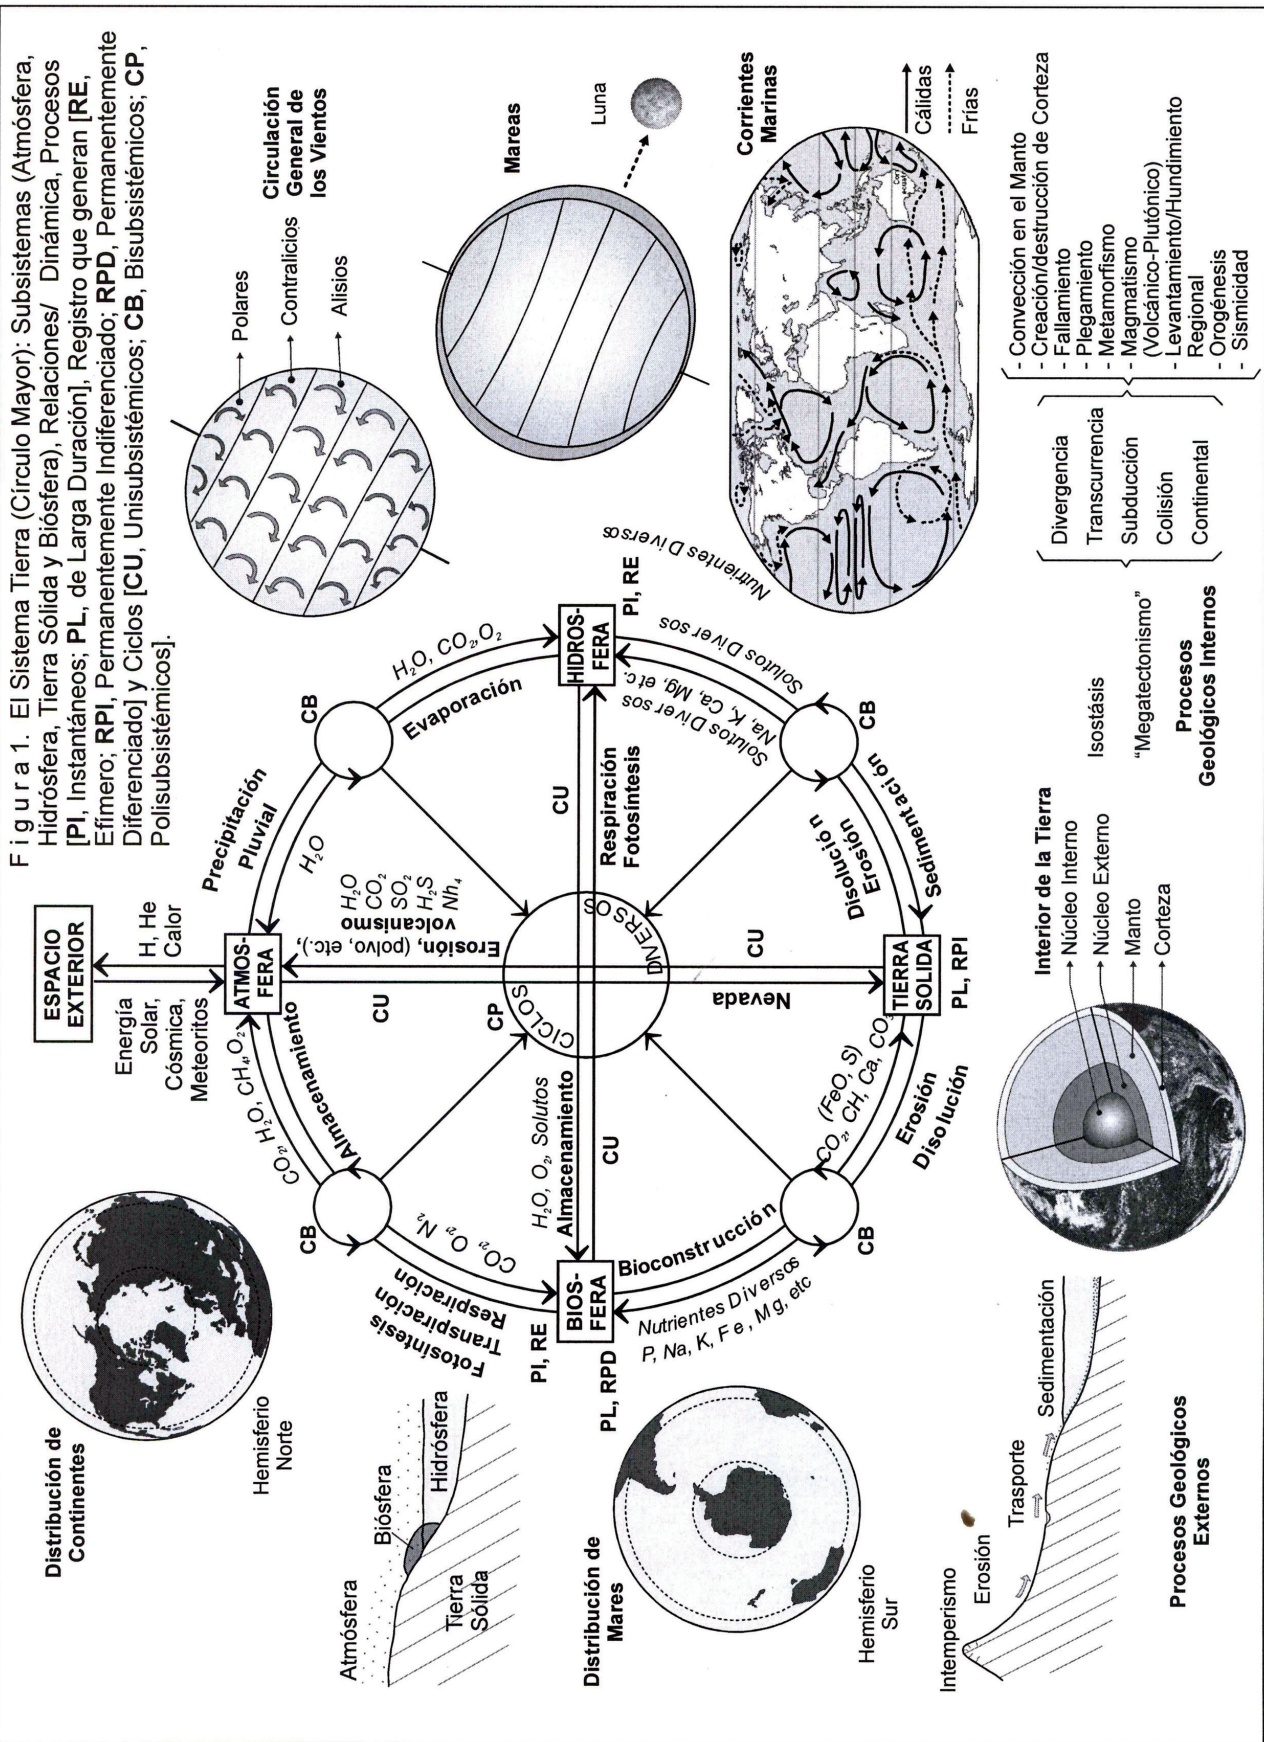 Figura 1. El Sistema Tierra (Círculo Mayor): Subsistemas (Atmósfera,
Hidrósfera, Tierra Sólida y Biósfera), Relaciones/ Dinámica, Procesos
[PI, Instantáneos; PL, de Larga Duración], Registro que generan [RE,
Efímero; RPI, Permanentemente Indiferenciado; RPD, Permanentemente
Diferenciado] y Ciclos [CU, Unisubsistémicos; CB, Bisubsistémicos; CP,
Polisubsistémicos].
Distribución de
Continentes
Hemisferio
Norte
ESPACIO
EXTERIOR
Energía
Solar,
Cósmica,
Meteoritos
H, He
Calor
Circulación
General de
los Vientos
Polares
Contralicios
Alisios
Mareas
Luna
Corrientes
Marinas
Cálidas
Frías
Atmósfera
Biósfera
Hidrósfera
Tierra
Sólida
ATMOS-
FERA
Precipitación
Pluvial
H₂O
CB
Evaporación
H₂O, CO₂,O₂
HIDROS-
FERA
PI, RE
Nutrientes Diversos
Solutos Diversos
Solutos Diversos
Na, K, Ca, Mg, etc.
CB
Sedimentación
Disolución
Erosión
TIERRA
SOLIDA
PL, RPI
Erosión
Disolución
(FeO, S)
CO₂, CH, Ca, CO₃
CB
Bioconstrucción
Nutrientes Diversos
P, Na, K, Fe, Mg, etc
BIOS-
FERA
PI, RE
PL, RPD
Fotosíntesis
Transpiración
Respiración
CO₂, O₂, N₂
CB
Almacenamiento
CO₂, H₂O, CH₄, O₂
CU
Erosión, (polvo, etc.),
volcanismo
H₂O
CO₂
SO₂
H₂S
Nh₄
CP
CICLOS
DIVERSOS
CU
Respiración
Fotosíntesis
H₂O, O₂, Solutos
Almacenamiento
CU
Nevada
CU
Distribución de
Mares
Hemisferio
Sur
Intemperismo
Erosión
Trasporte
Sedimentación
Procesos Geológicos
Externos
Interior de la Tierra
Núcleo Interno
Núcleo Externo
Manto
Corteza
Isostásis
"Megatectonismo"
Procesos
Geológicos Internos
Divergencia
Transcurrencia
Subducción
Colisión
Continental
- Convección en el Manto
- Creación/destrucción de Corteza
- Fallamiento
- Plegamiento
- Metamorfismo
- Magmatismo
(Volcánico-Plutónico)
- Levantamiento/Hundimiento
Regional
- Orogénesis
- Sismicidad